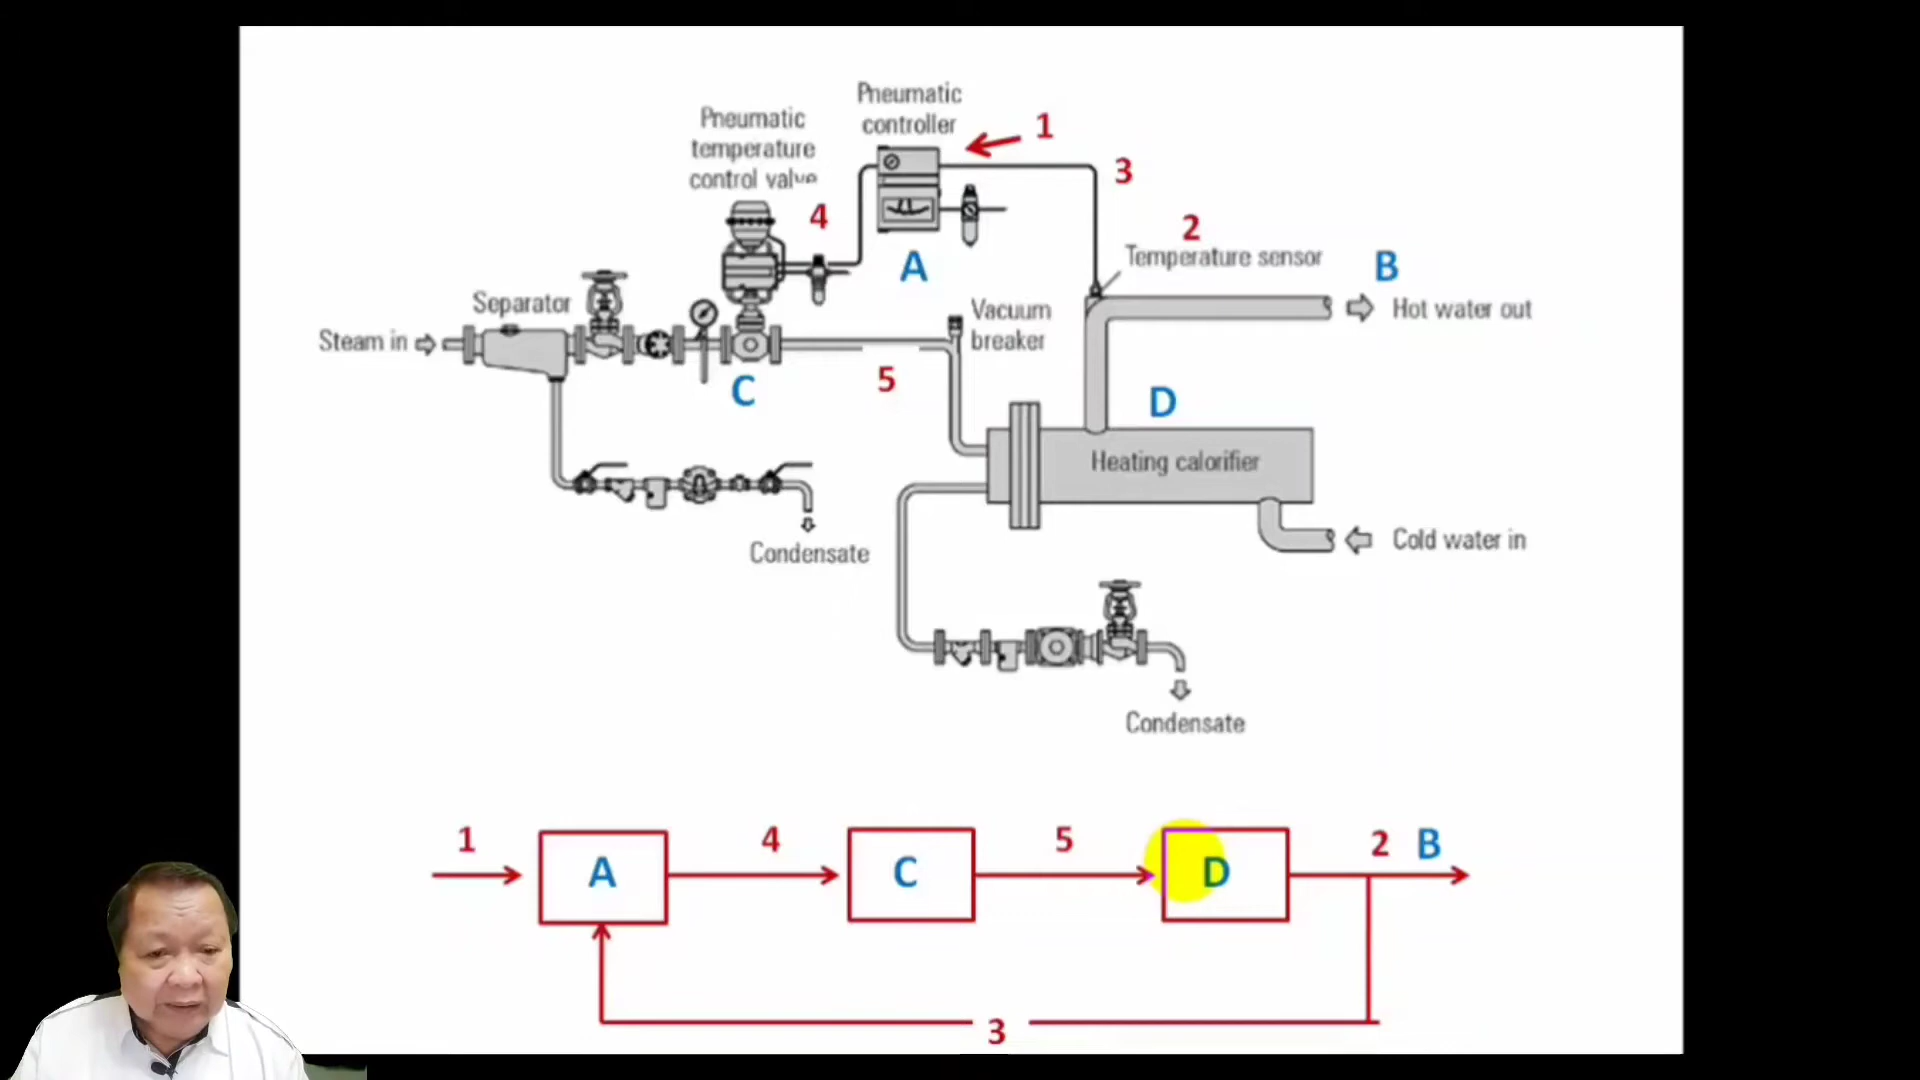 Pneumatic
controller
1
Pneumatic
temperature
control valve
3
4
2
A
Temperature sensor
B
Separator
Vacuum
breaker
Hot water out
Steam in
5
C
D
Heating calorifier
Condensate
Cold water in
Condensate
1
4
5
2 B
A
C
D
3